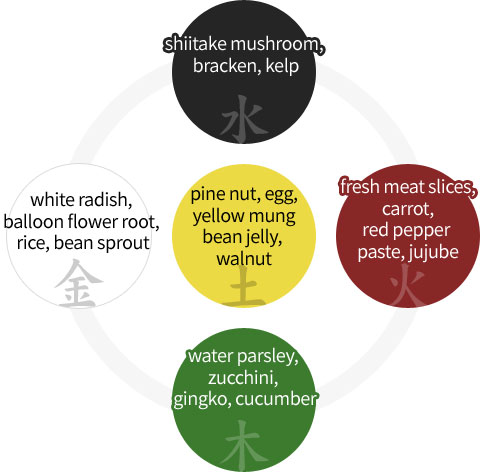 shiitake mushroom,
bracken, kelp
水
white radish,
balloon flower root,
rice, bean sprout
金
pine nut, egg,
yellow mung
bean jelly,
walnut
土
fresh meat slices,
carrot,
red pepper
paste, jujube
火
water parsley,
zucchini,
gingko, cucumber
木